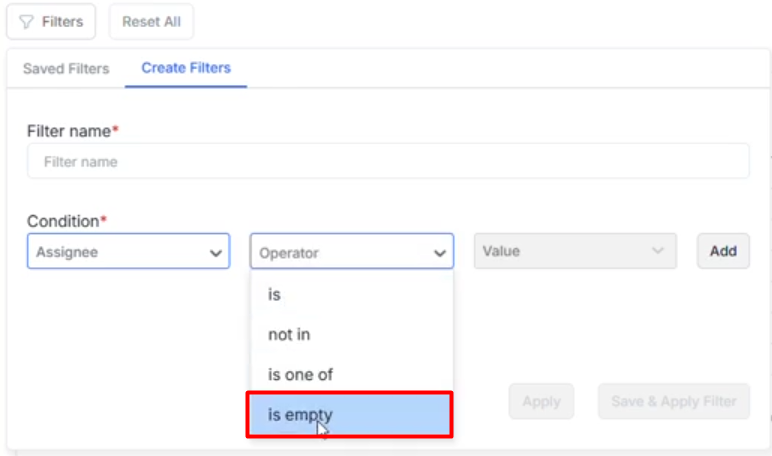 Filters Reset All
Saved Filters Create Filters
Filter name*
Filter name
Condition*
Assignee Operator Value Add
is
not in
is one of
is empty
Apply Save & Apply Filter